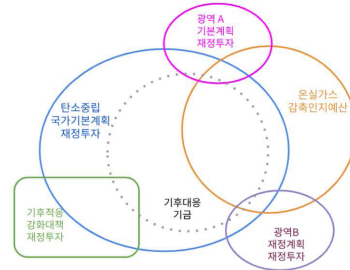 광역 A
기본계획
재정투자
온실가스
감축인지예산
탄소중립
국가기본계획
재정투자
기후대응
기금
기후적응
강화대책
재정투자
광역B
재정계획
재정투자